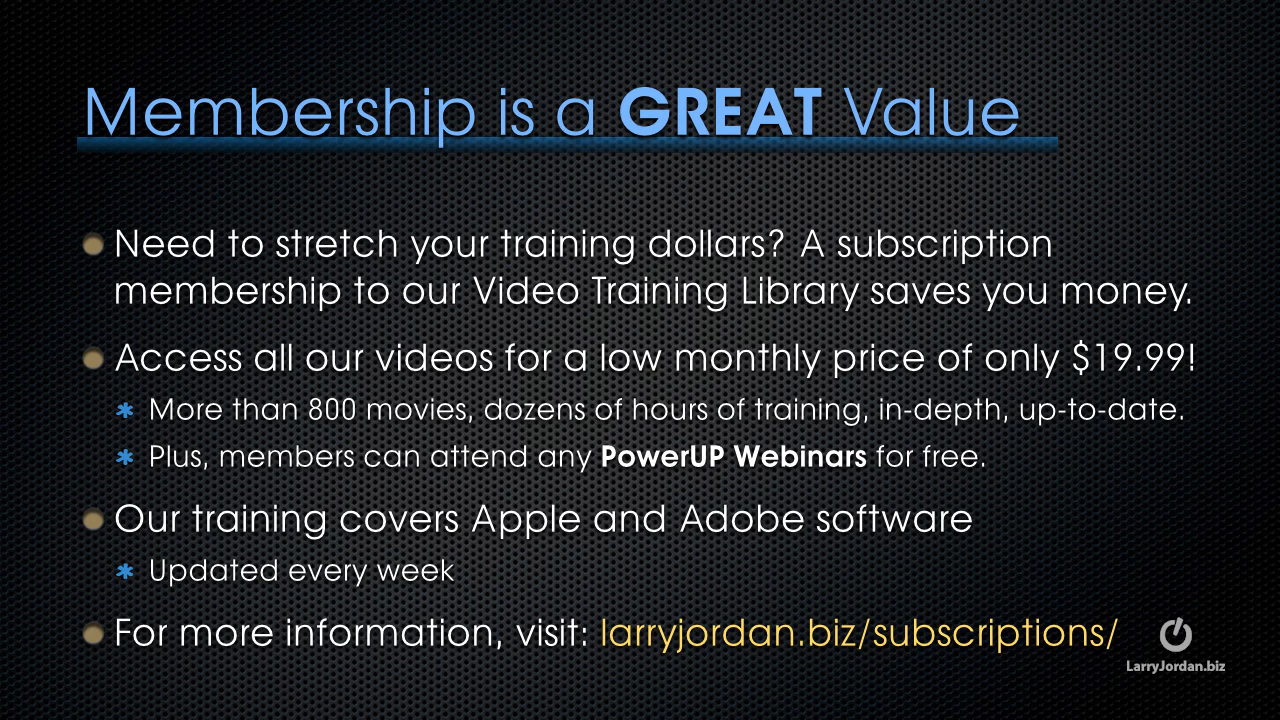 Membership is a GREAT Value
Need to stretch your training dollars? A subscription
membership to our Video Training Library saves you money.
Access all our videos for a low monthly price of only $19.99!
More than 800 movies, dozens of hours of training, in-depth, up-to-date.
Plus, members can attend any PowerUP Webinars for free.
Our training covers Apple and Adobe software
Updated every week
For more information, visit: larryjordan.biz/subscriptions/
LarryJordan.biz